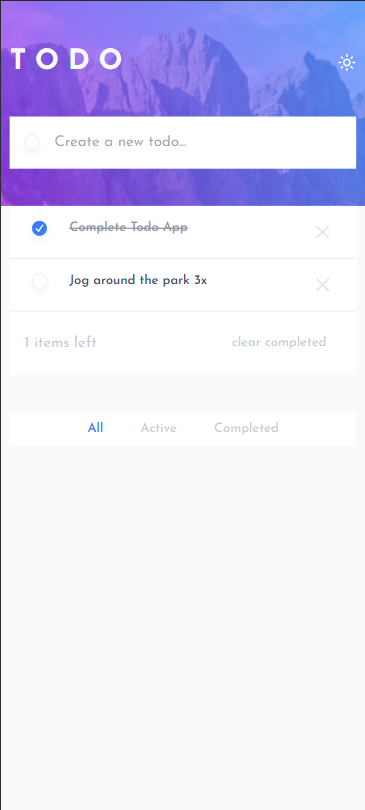 TODO
Create a new todo...
Complete Todo App
Jog around the park 3x
1 items left clear completed
All Active Completed